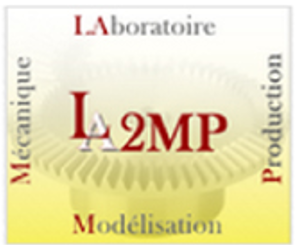 LAboratoire
Mécanique
LA2MP
Production
Modélisation